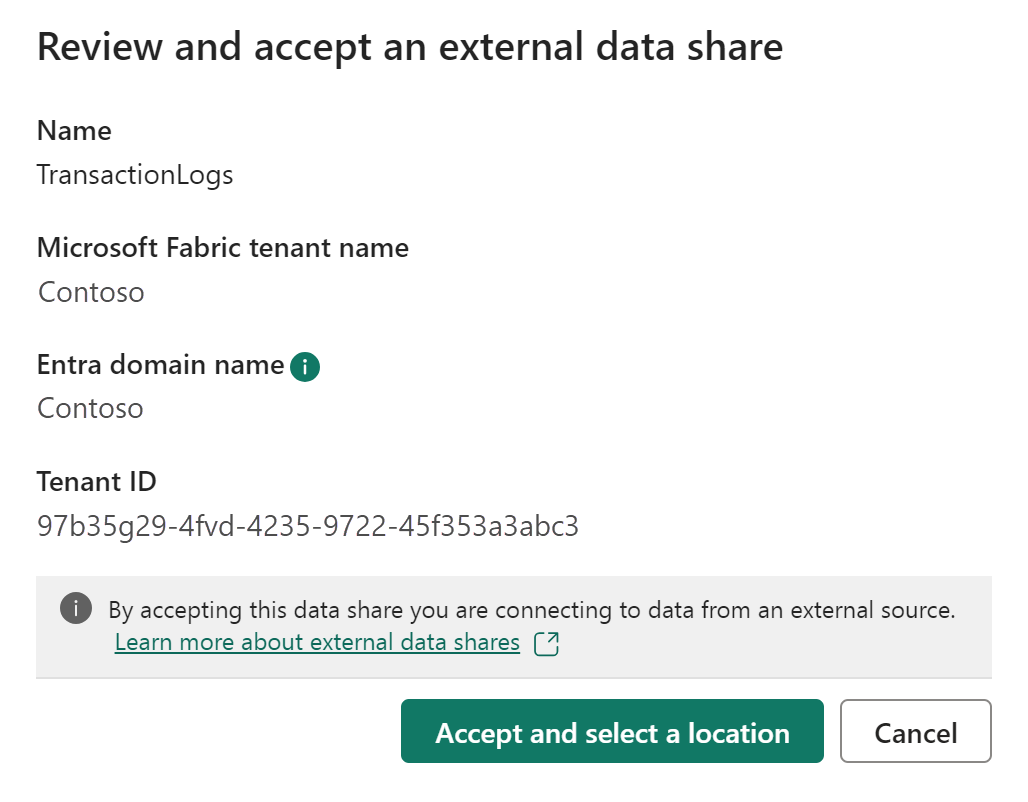 Review and accept an external data share
Name
TransactionLogs
Microsoft Fabric tenant name
Contoso
Entra domain name
Contoso
Tenant ID
97b35g29-4fvd-4235-9722-45f353a3abc3
By accepting this data share you are connecting to data from an external source.
Learn more about external data shares
Accept and select a location
Cancel